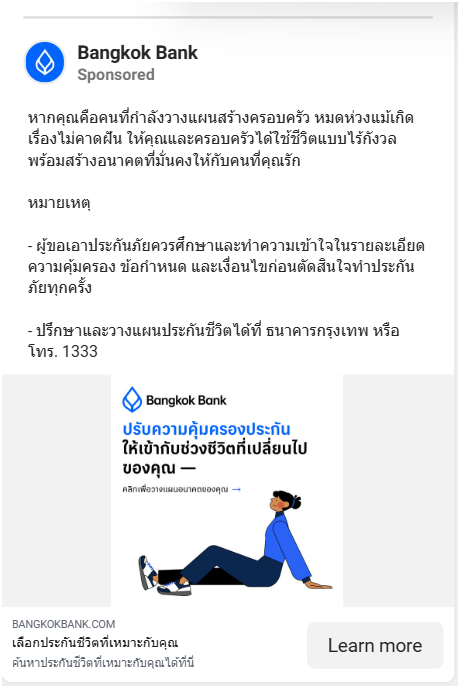 Bangkok Bank
Sponsored
หากคุณคือคนที่กำลังวางแผนสร้างครอบครัว หมดห่วงแม้เกิด
เรื่องไม่คาดฝัน ให้คุณและครอบครัวได้ใช้ชีวิตแบบไร้กังวล
พร้อมสร้างอนาคตที่มั่นคงให้กับคนที่คุณรัก
หมายเหตุ
- ผู้ขอเอาประกันภัยควรศึกษาและทำความเข้าใจในรายละเอียด
ความคุ้มครอง ข้อกำหนด และเงื่อนไขก่อนตัดสินใจทำประกัน
ภัยทุกครั้ง
- ปรึกษาและวางแผนประกันชีวิตได้ที่ ธนาคารกรุงเทพ หรือ
โทร. 1333
Bangkok Bank
ปรับความคุ้มครองประกัน
ให้เข้ากับช่วงชีวิตที่เปลี่ยนไป
ของคุณ —
คลิกเพื่อวางแผนอนาคตของคุณ →
BANGKOKBANK.COM
เลือกประกันชีวิตที่เหมาะกับคุณ
ค้นหาประกันชีวิตที่เหมาะกับคุณได้ที่นี่
Learn more